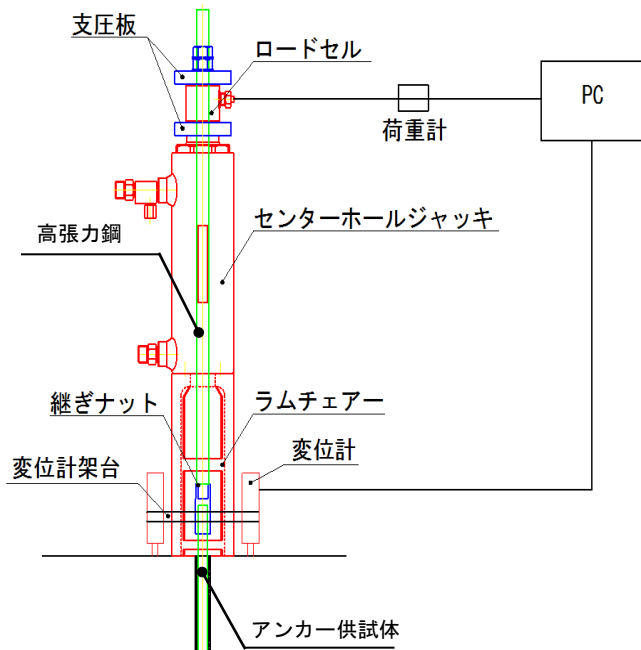 支圧板
ロードセル
PC
荷重計
センターホールジャッキ
高張力鋼
継ぎナット
ラムチェアー
変位計
変位計架台
アンカー供試体